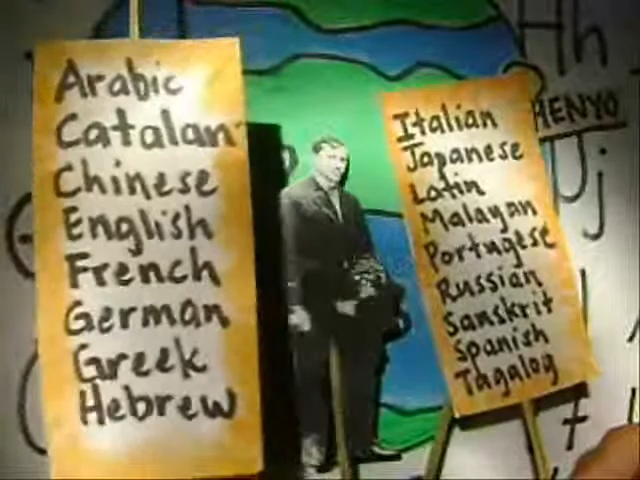 Arabic
Catalan
Chinese
English
French
German
Greek
Hebrew
Italian
Japanese
Latin
Malayan
Portugese
Russian
Sanskrit
Spanish
Tagalog
Hh
HENYO
Jj